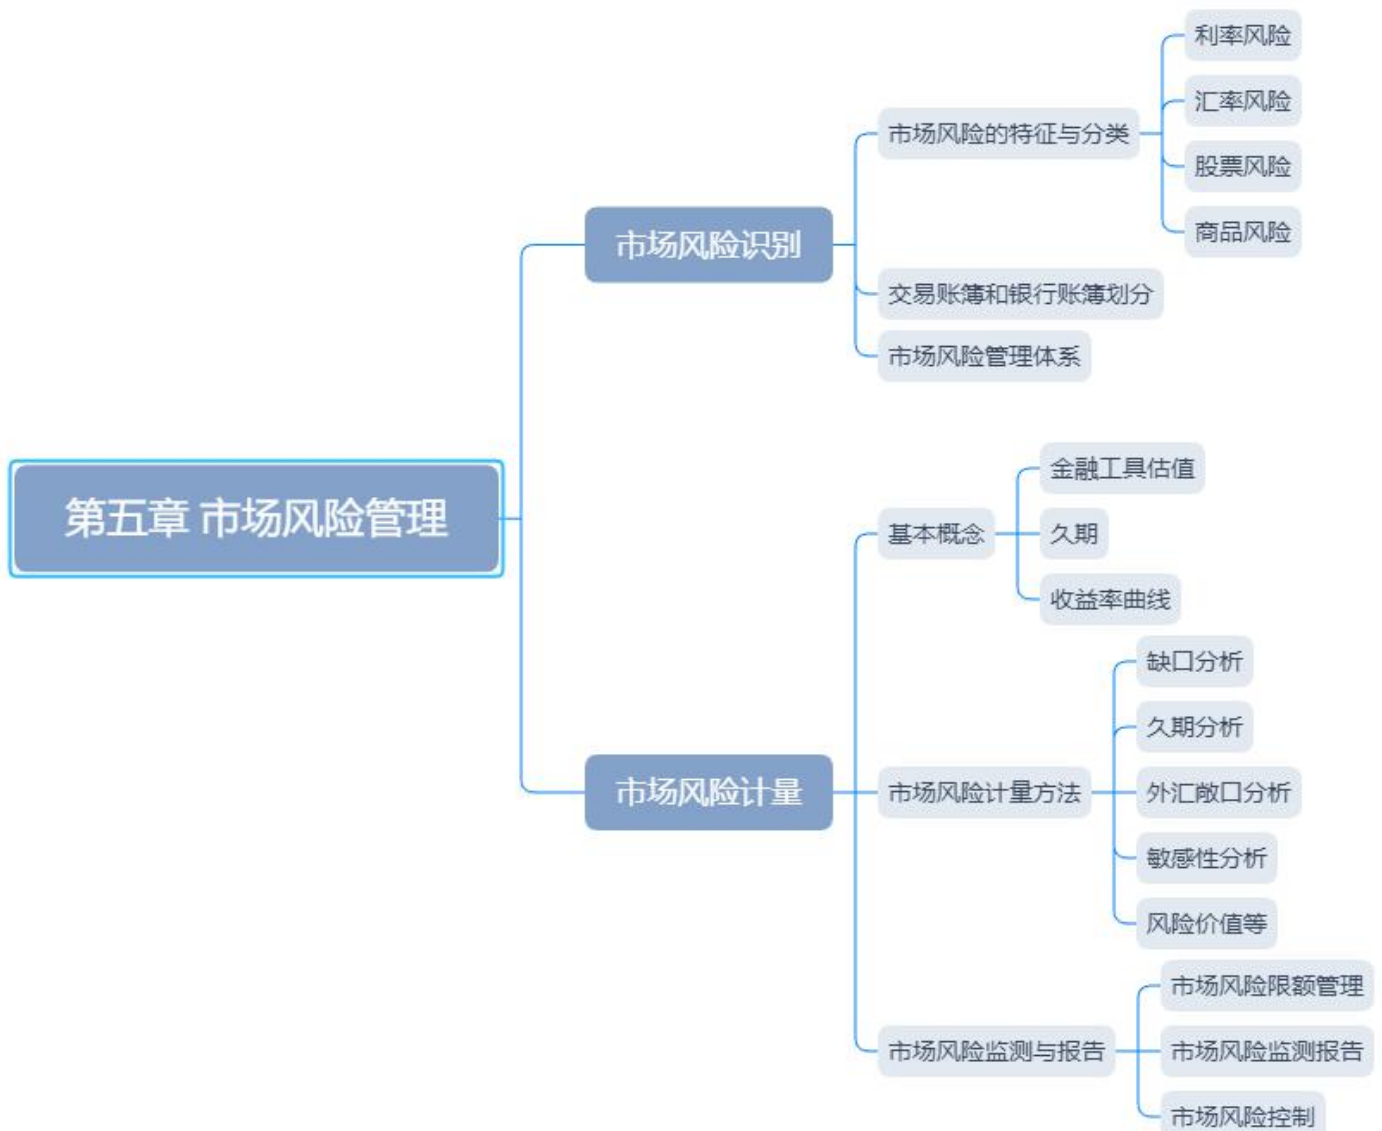 第五章 市场风险管理
市场风险识别
市场风险的特征与分类
利率风险
汇率风险
股票风险
商品风险
交易账簿和银行账簿划分
市场风险管理体系
市场风险计量
基本概念
金融工具估值
久期
收益率曲线
市场风险计量方法
缺口分析
久期分析
外汇敞口分析
敏感性分析
风险价值等
市场风险监测与报告
市场风险限额管理
市场风险监测报告
市场风险控制